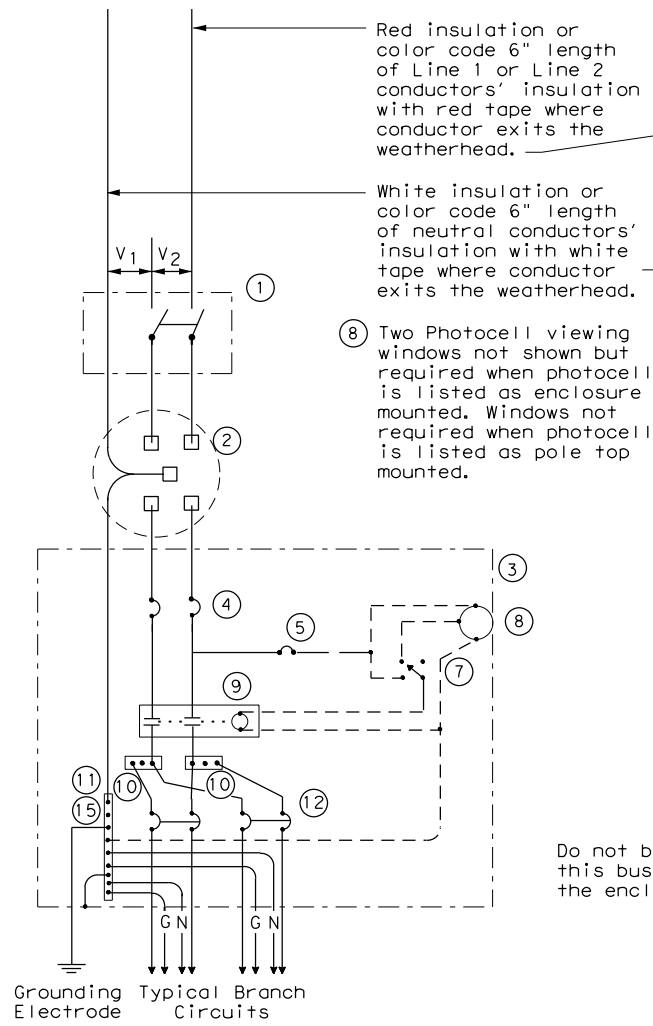 Red insulation or
color code 6" length
of Line 1 or Line 2
conductors' insulation
with red tape where
conductor exits the
weatherhead.
White insulation or
color code 6" length
of neutral conductors'
insulation with white
tape where conductor
exits the weatherhead.
V1 V2
1
8 Two Photocell viewing
windows not shown but
required when photocell
is listed as enclosure
mounted. Windows not
required when photocell
is listed as pole top
mounted.
2
3
4
5
8
7
9
11 10 10
15 12
Do not b
this bus
the encl
G N G N
Grounding
Electrode
Typical Branch
Circuits